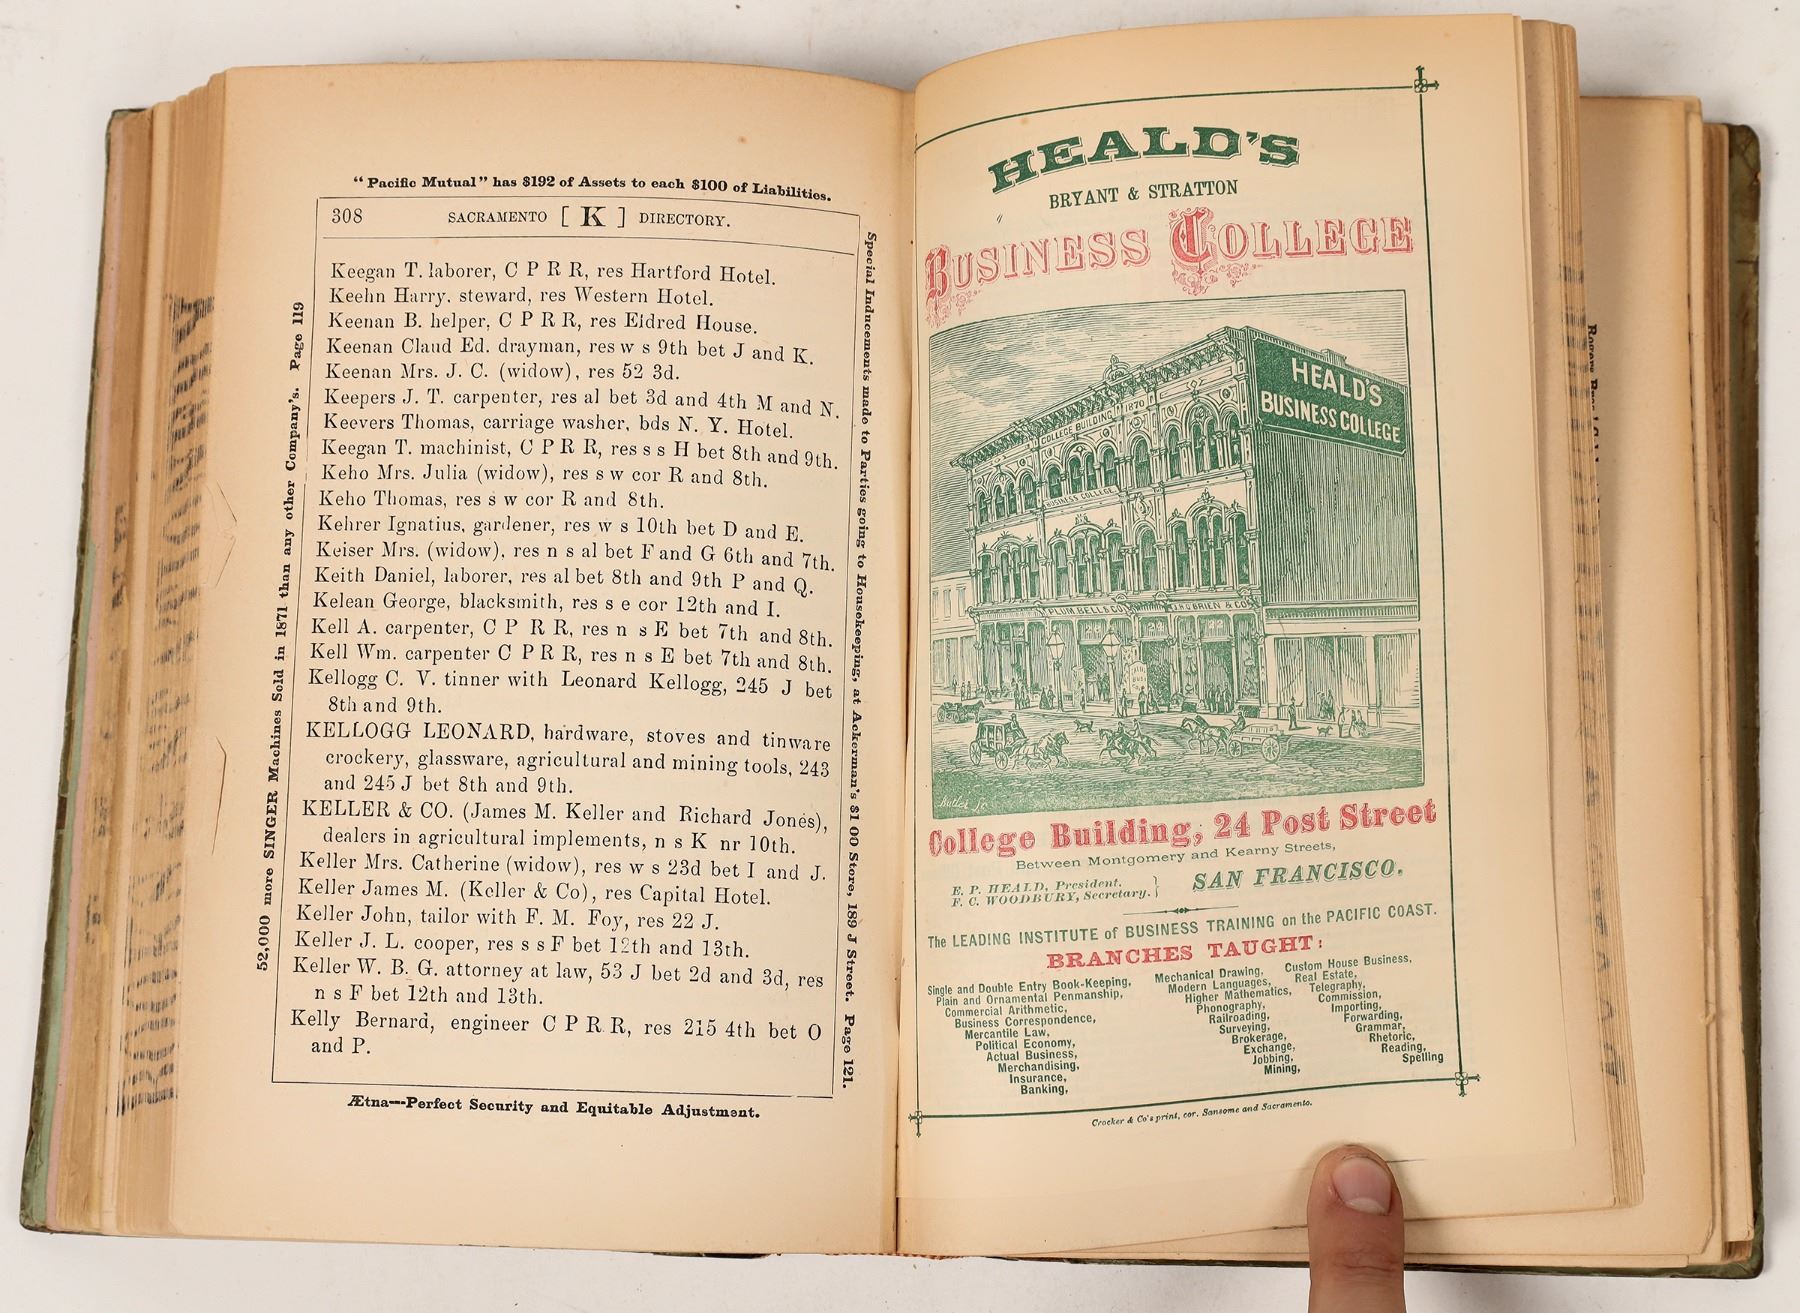 "Pacific Mutual" has $192 of Assets to each $100 of Liabilities.
308 SACRAMENTO [ K ] DIRECTORY.
Keegan T. laborer, C P R R, res Hartford Hotel.
Keehn Harry. steward, res Western Hotel.
Keenan B. helper, C P R R, res Eldred House.
Keenan Claud Ed. drayman, res w s 9th bet J and K.
Keenan Mrs. J. C. (widow), res 52 3d.
Keepers J. T. carpenter, res al bet 3d and 4th M and N.
Keevers Thomas, carriage washer, bds N. Y. Hotel.
Keegan T. machinist, C P R R, res s s H bet 8th and 9th.
Keho Mrs. Julia (widow), res s w cor R and 8th.
Keho Thomas, res s w cor R and 8th.
Kehrer Ignatius, gardener, res w s 10th bet D and E.
Keiser Mrs. (widow), res n s al bet F and G 6th and 7th.
Keith Daniel, laborer, res al bet 8th and 9th P and Q.
Kelean George, blacksmith, res s e cor 12th and I.
Kell A. carpenter, C P R R, res n s E bet 7th and 8th.
Kell Wm. carpenter C P R R, res n s E bet 7th and 8th.
Kellogg C. V. tinner with Leonard Kellogg, 245 J bet
8th and 9th.
KELLOGG LEONARD, hardware, stoves and tinware
crockery, glassware, agricultural and mining tools, 243
and 245 J bet 8th and 9th.
KELLER & CO. (James M. Keller and Richard Jones),
dealers in agricultural implements, n s K nr 10th.
Keller Mrs. Catherine (widow), res w s 23d bet I and J.
Keller James M. (Keller & Co), res Capital Hotel.
Keller John, tailor with F. M. Foy, res 22 J.
Keller J. L. cooper, res s s F bet 12th and 13th.
Keller W. B. G. attorney at law, 53 J bet 2d and 3d, res
n s F bet 12th and 13th.
Kelly Bernard, engineer C P R R, res 215 4th bet O
and P.
Ætna--Perfect Security and Equitable Adjustment.
52,000 more SINGER Machines Sold in 1871 than any other Company's. Page 119
Special Inducements made to Parties going to Housekeeping, at Ackerman's $1 00 Store, 189 J Street. Page 121.
HEALD'S
BRYANT & STRATTON
BUSINESS COLLEGE
HEALD'S
BUSINESS COLLEGE
COLLEGE BUILDING 1870
BUSINESS COLLEGE
PLUM BELL & CO
J.H. O'BRIEN & CO
24
22
College Building, 24 Post Street
Between Montgomery and Kearny Streets,
E. P. HEALD, President.
F. C. WOODBURY, Secretary.
SAN FRANCISCO.
The LEADING INSTITUTE of BUSINESS TRAINING on the PACIFIC COAST.
BRANCHES TAUGHT:
Single and Double Entry Book-Keeping,
Plain and Ornamental Penmanship,
Commercial Arithmetic,
Business Correspondence,
Mercantile Law,
Political Economy,
Actual Business,
Merchandising,
Insurance,
Banking,
Mechanical Drawing,
Modern Languages,
Higher Mathematics,
Phonography,
Railroading,
Surveying,
Brokerage,
Exchange,
Jobbing,
Mining,
Custom House Business,
Real Estate,
Telegraphy,
Commission,
Importing,
Forwarding,
Grammar,
Rhetoric,
Reading,
Spelling
Crocker & Co's print, cor. Sansome and Sacramento.